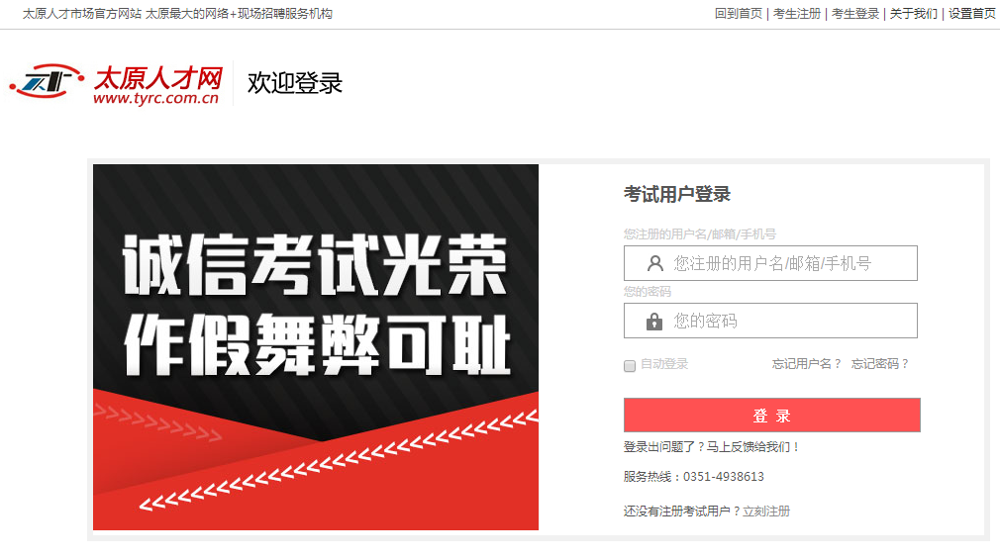 太原人才市场官方网站 太原最大的网络+现场招聘服务机构
回到首页 | 考生注册 | 考生登录 | 关于我们 | 设置首页
太原人才网
www.tyrc.com.cn
欢迎登录
诚信考试光荣
作假舞弊可耻
考试用户登录
您注册的用户名/邮箱/手机号
您注册的用户名/邮箱/手机号
您的密码
您的密码
自动登录 忘记用户名？ 忘记密码？
登 录
登录出问题了？马上反馈给我们！
服务热线：0351-4938613
还没有注册考试用户？立刻注册